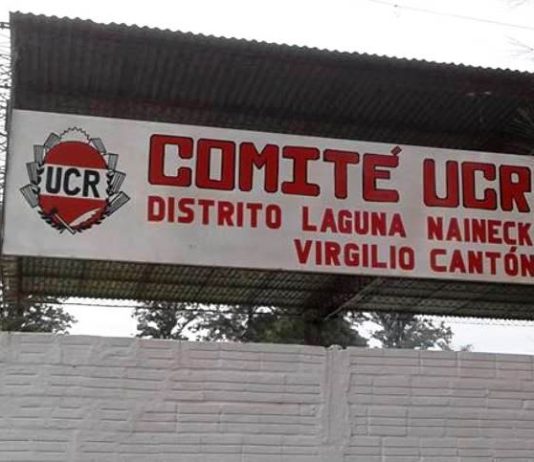 UCR
COMITÉ UCR
DISTRITO LAGUNA NAINECK
VIRGILIO CANTÓN